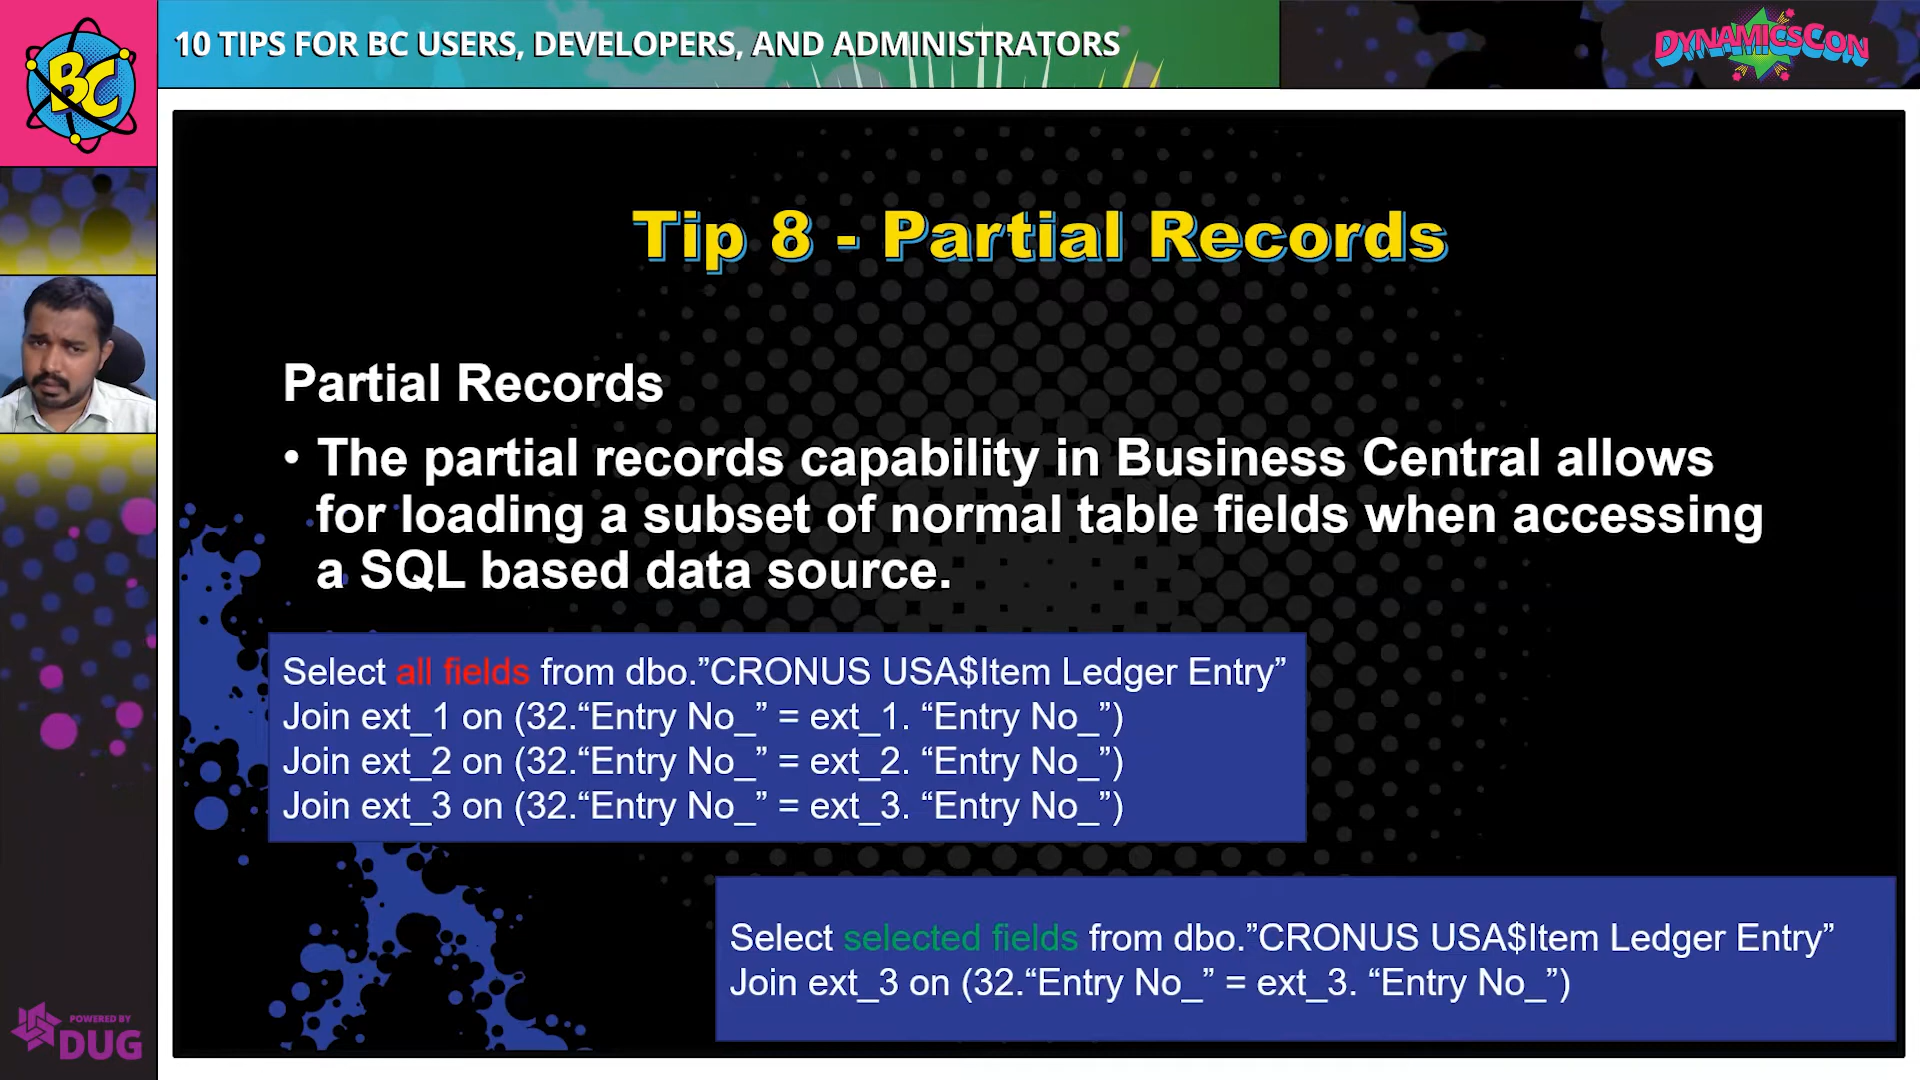 10 TIPS FOR BC USERS, DEVELOPERS, AND ADMINISTRATORS
BC
DYNAMICSCON
Tip 8 - Partial Records
Partial Records
• The partial records capability in Business Central allows
for loading a subset of normal table fields when accessing
a SQL based data source.
Select all fields from dbo.”CRONUS USA$Item Ledger Entry”
Join ext_1 on (32.“Entry No_” = ext_1. “Entry No_”)
Join ext_2 on (32.“Entry No_” = ext_2. “Entry No_”)
Join ext_3 on (32.“Entry No_” = ext_3. “Entry No_”)
Select selected fields from dbo.”CRONUS USA$Item Ledger Entry”
Join ext_3 on (32.“Entry No_” = ext_3. “Entry No_”)
POWERED BY
DUG